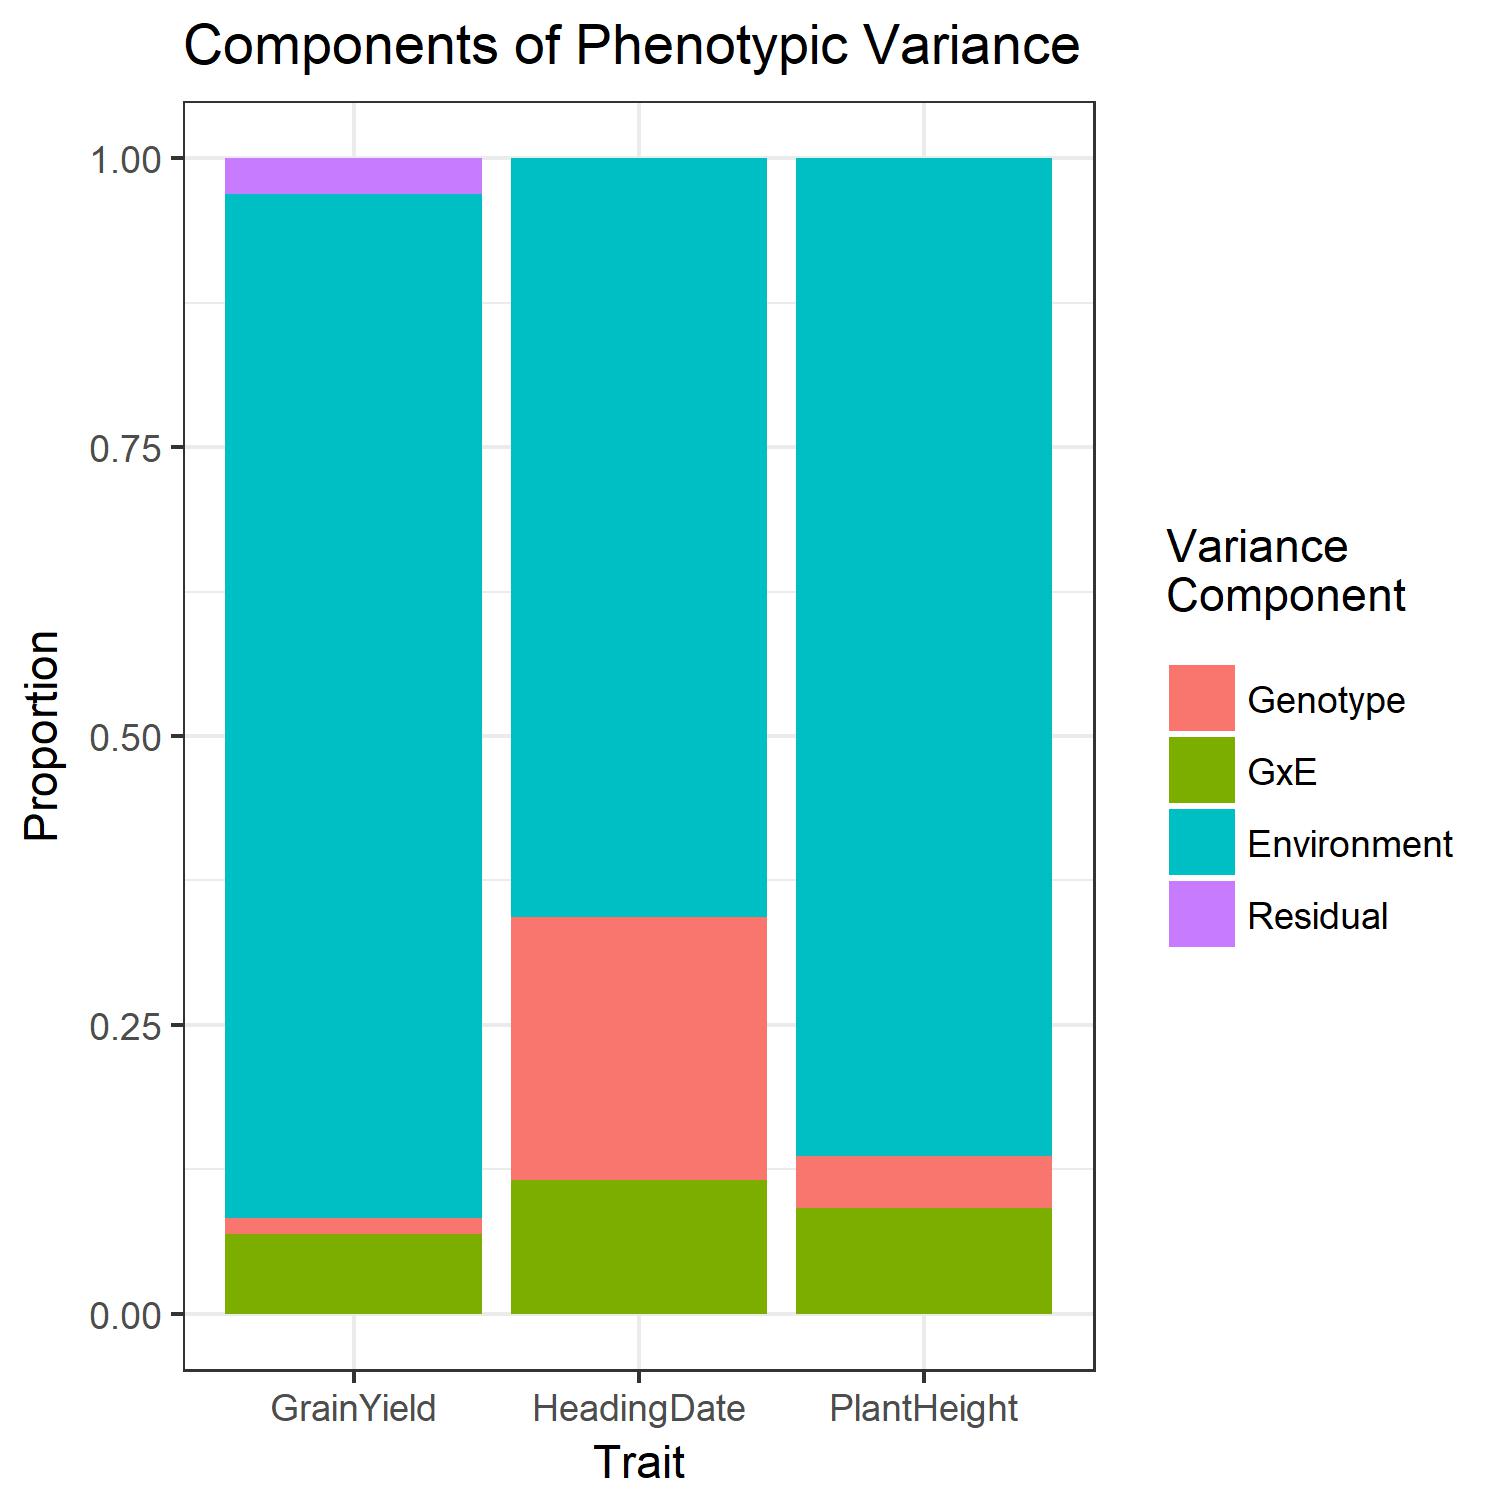 Components of Phenotypic Variance
1.00
0.75
0.50
0.25
0.00
Proportion
GrainYield
HeadingDate
PlantHeight
Trait
Variance
Component
Genotype
GxE
Environment
Residual